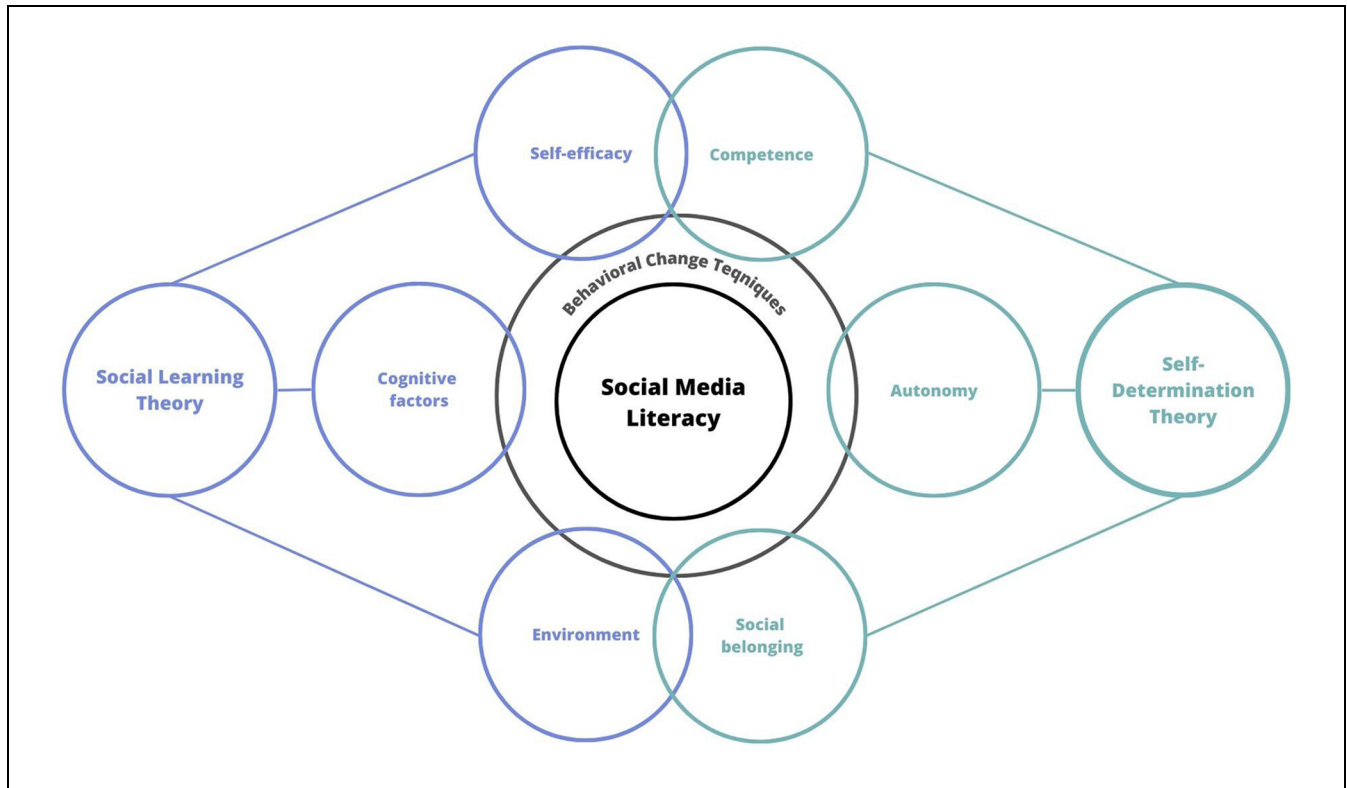 Self-efficacy
Competence
Behavioral Change Teqniques
Social Learning
Theory
Cognitive
factors
Social Media
Literacy
Autonomy
Self-
Determination
Theory
Environment
Social
belonging